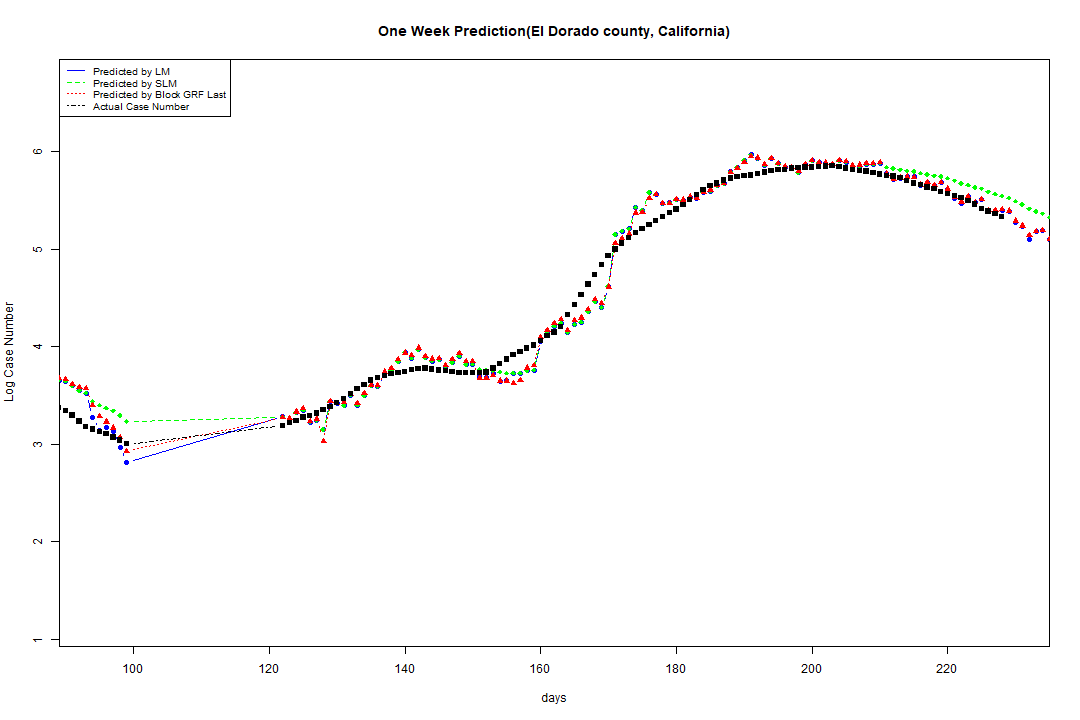 One Week Prediction(El Dorado county, California)
Predicted by LM
Predicted by SLM
Predicted by Block GRF Last
Actual Case Number
6
5
4
3
2
1
Log Case Number
100 120 140 160 180 200 220
days